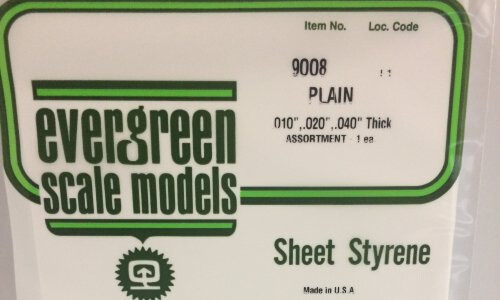 Item No. Loc. Code
9008 11
PLAIN
.010",.020",.040" Thick
ASSORTMENT - 1 ea
evergreen
scale models
Sheet Styrene
Made in U.S.A